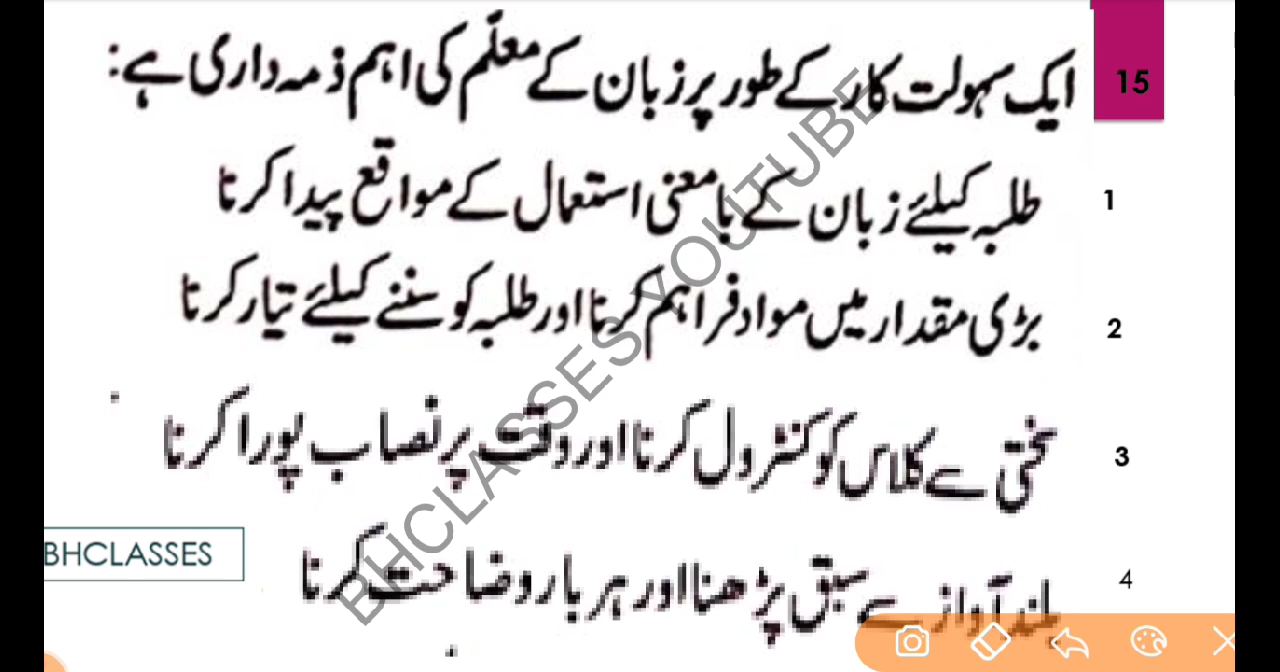 15
ایک سہولت کار کے طور پر زبان کے معلّم کی اہم ذمہ داری ہے:
1 طلبہ کیلئے زبان کے با معنی استعمال کے مواقع پیدا کرنا
2 بڑی مقدار میں مواد فراہم کرنا اور طلبہ کو سننے کیلئے تیار کرنا
3 سختی سے کلاس کو کنٹرول کرنا اور وقت پر نصاب پورا کرنا
4 بلند آواز سے سبق پڑھنا اور ہر بار وضاحت کرنا
BHCLASSES
BHCLASSES YOUTUBE